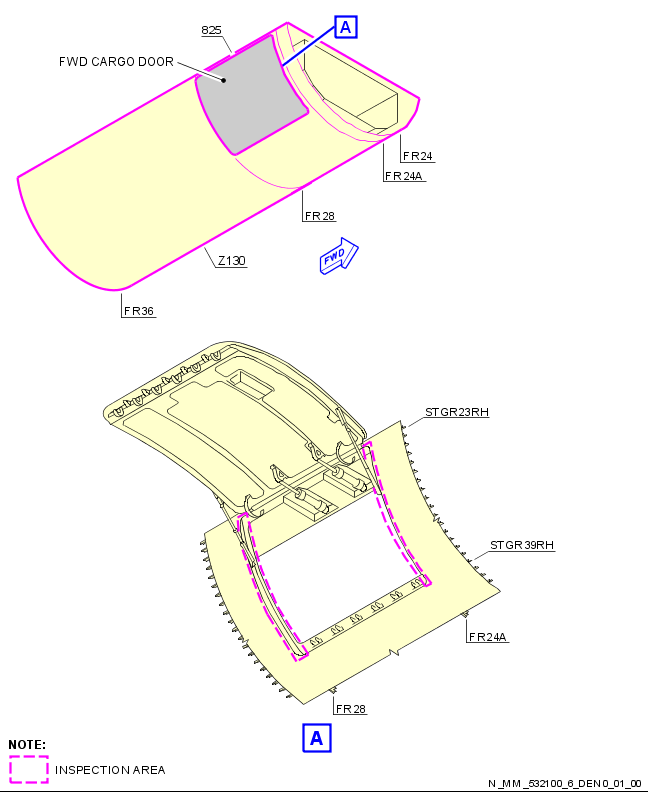 825
A
FWD CARGO DOOR
FR24
FR24A
FR28
Z130
FWD
FR36
STGR23RH
STGR39RH
FR24A
FR28
A
NOTE:
INSPECTION AREA
N_MM_532100_6_DEN0_01_00